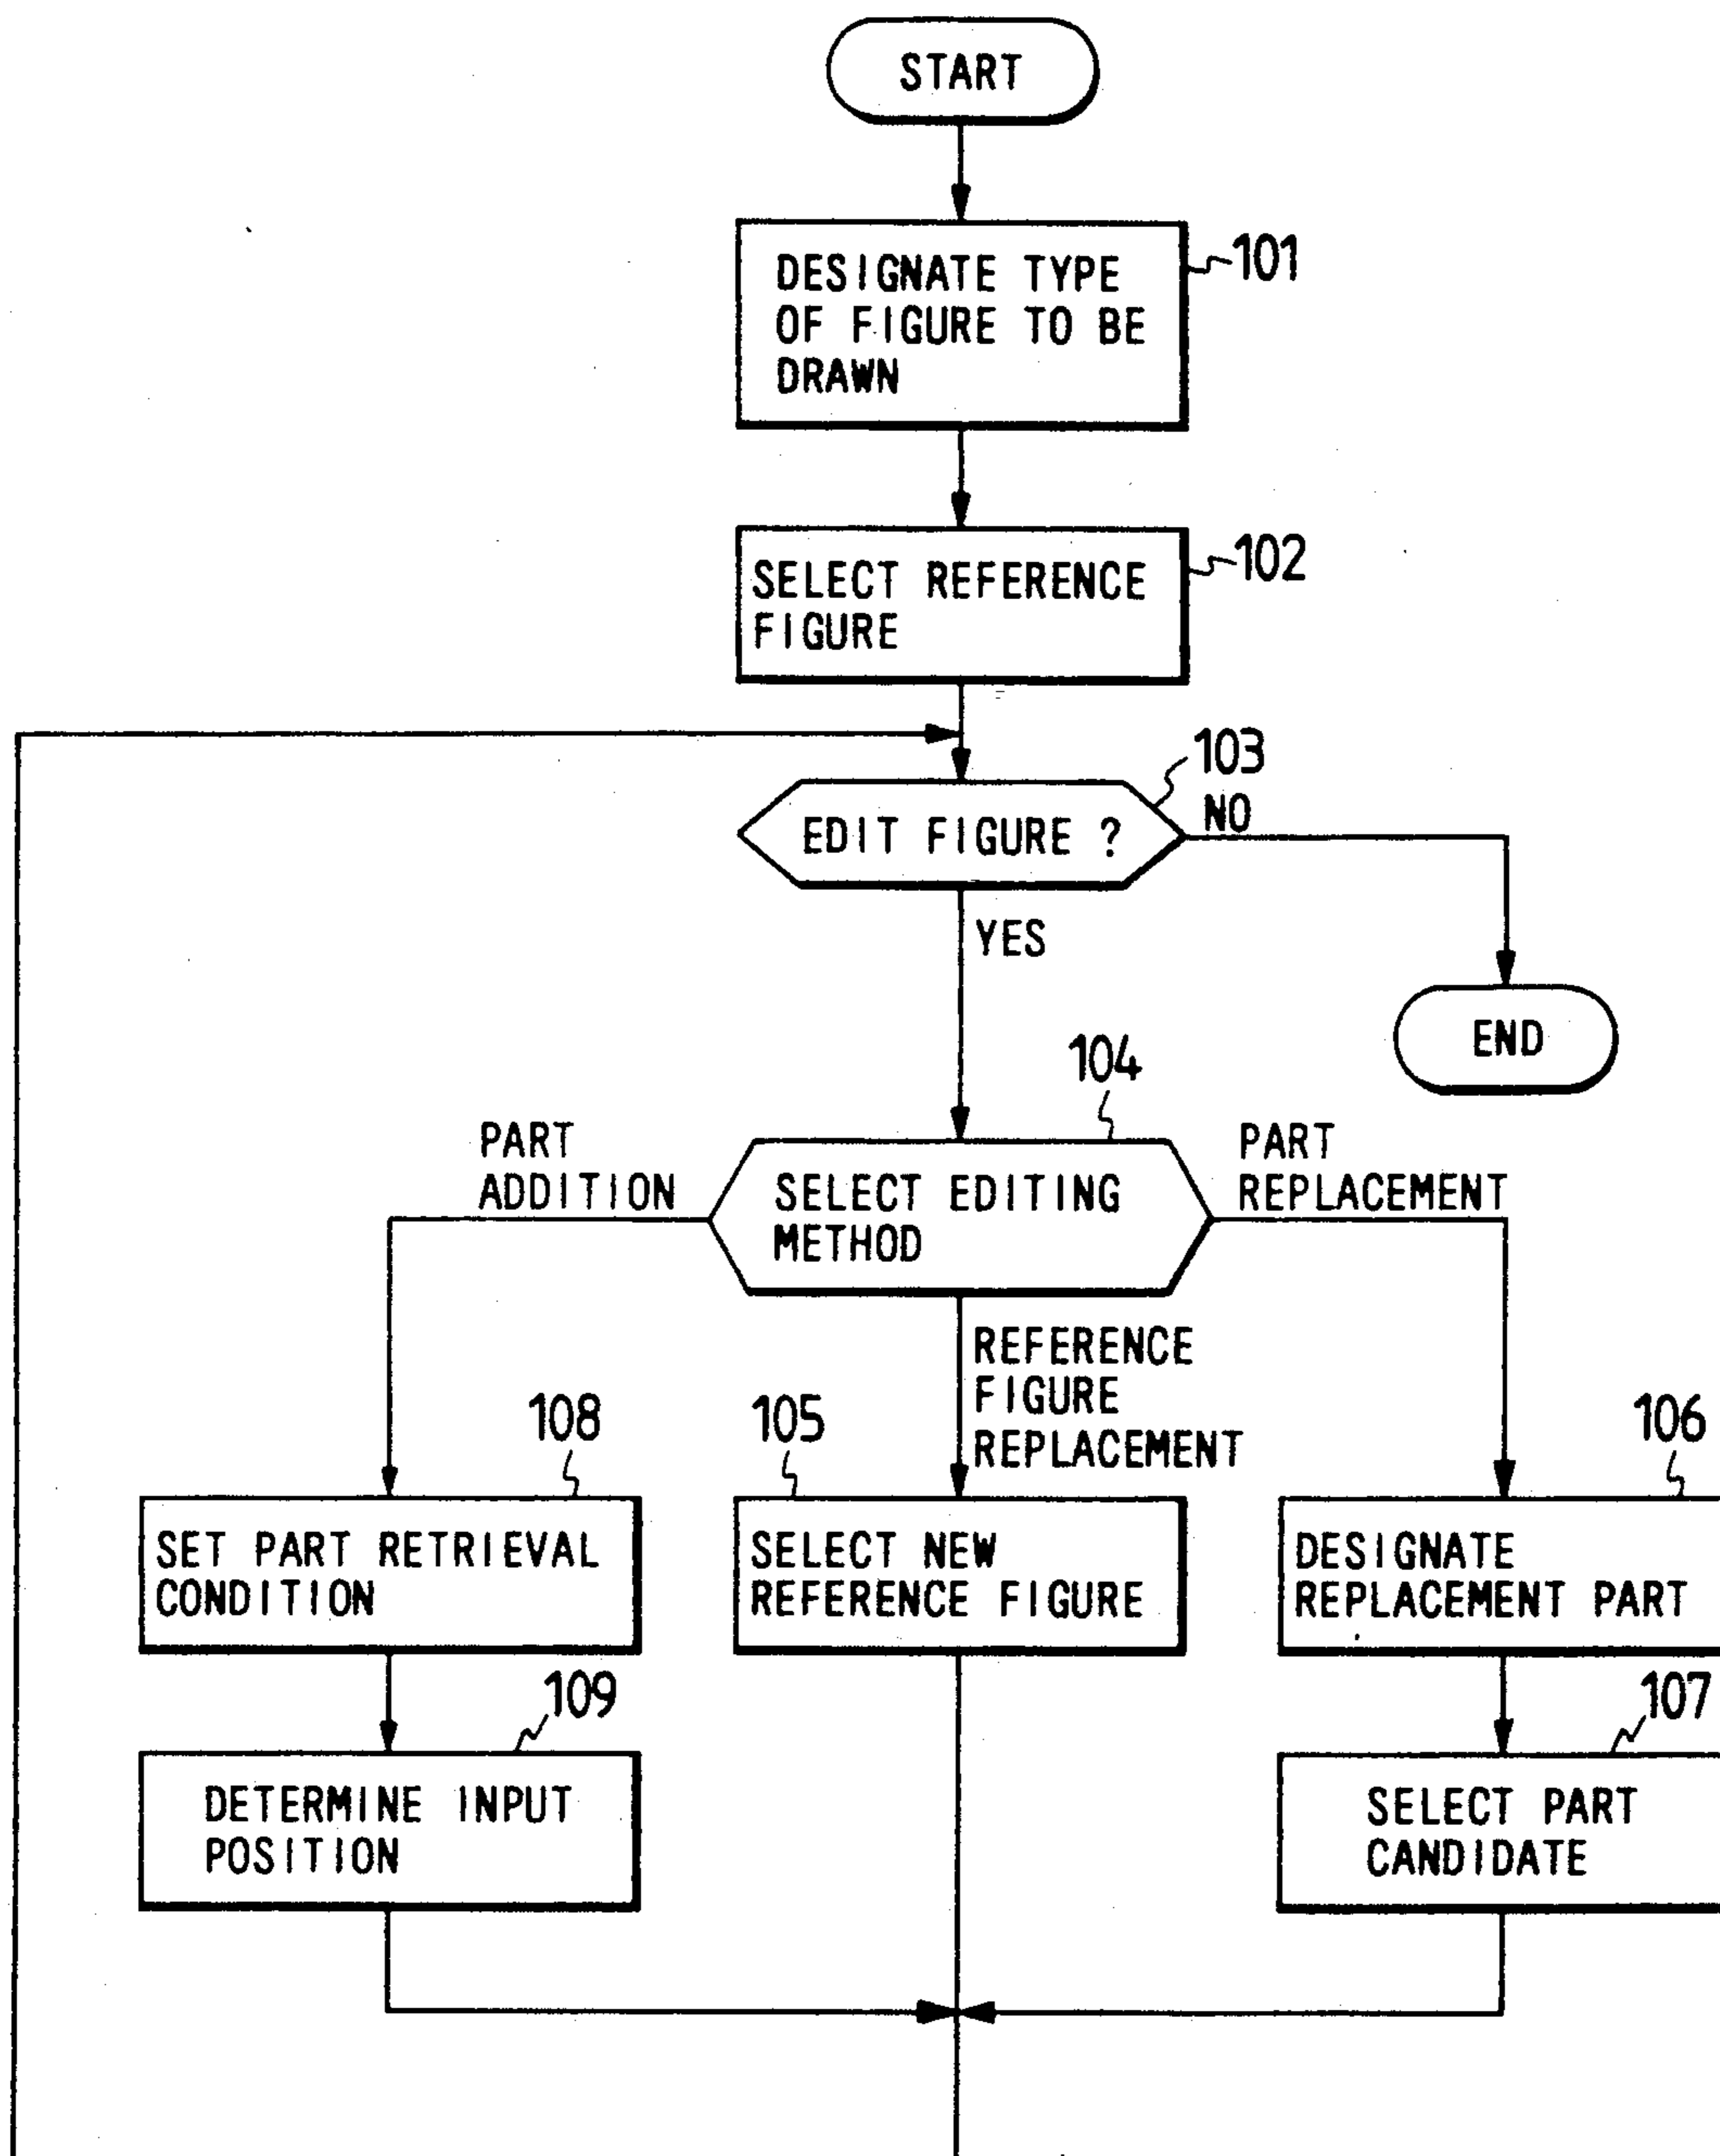 START
DESIGNATE TYPE
OF FIGURE TO BE
DRAWN
101
SELECT REFERENCE
FIGURE
102
103
EDIT FIGURE ?
NO
YES
END
104
PART
ADDITION
SELECT EDITING
METHOD
PART
REPLACEMENT
REFERENCE
FIGURE
REPLACEMENT
108
SET PART RETRIEVAL
CONDITION
105
SELECT NEW
REFERENCE FIGURE
106
DESIGNATE
REPLACEMENT PART
109
DETERMINE INPUT
POSITION
107
SELECT PART
CANDIDATE